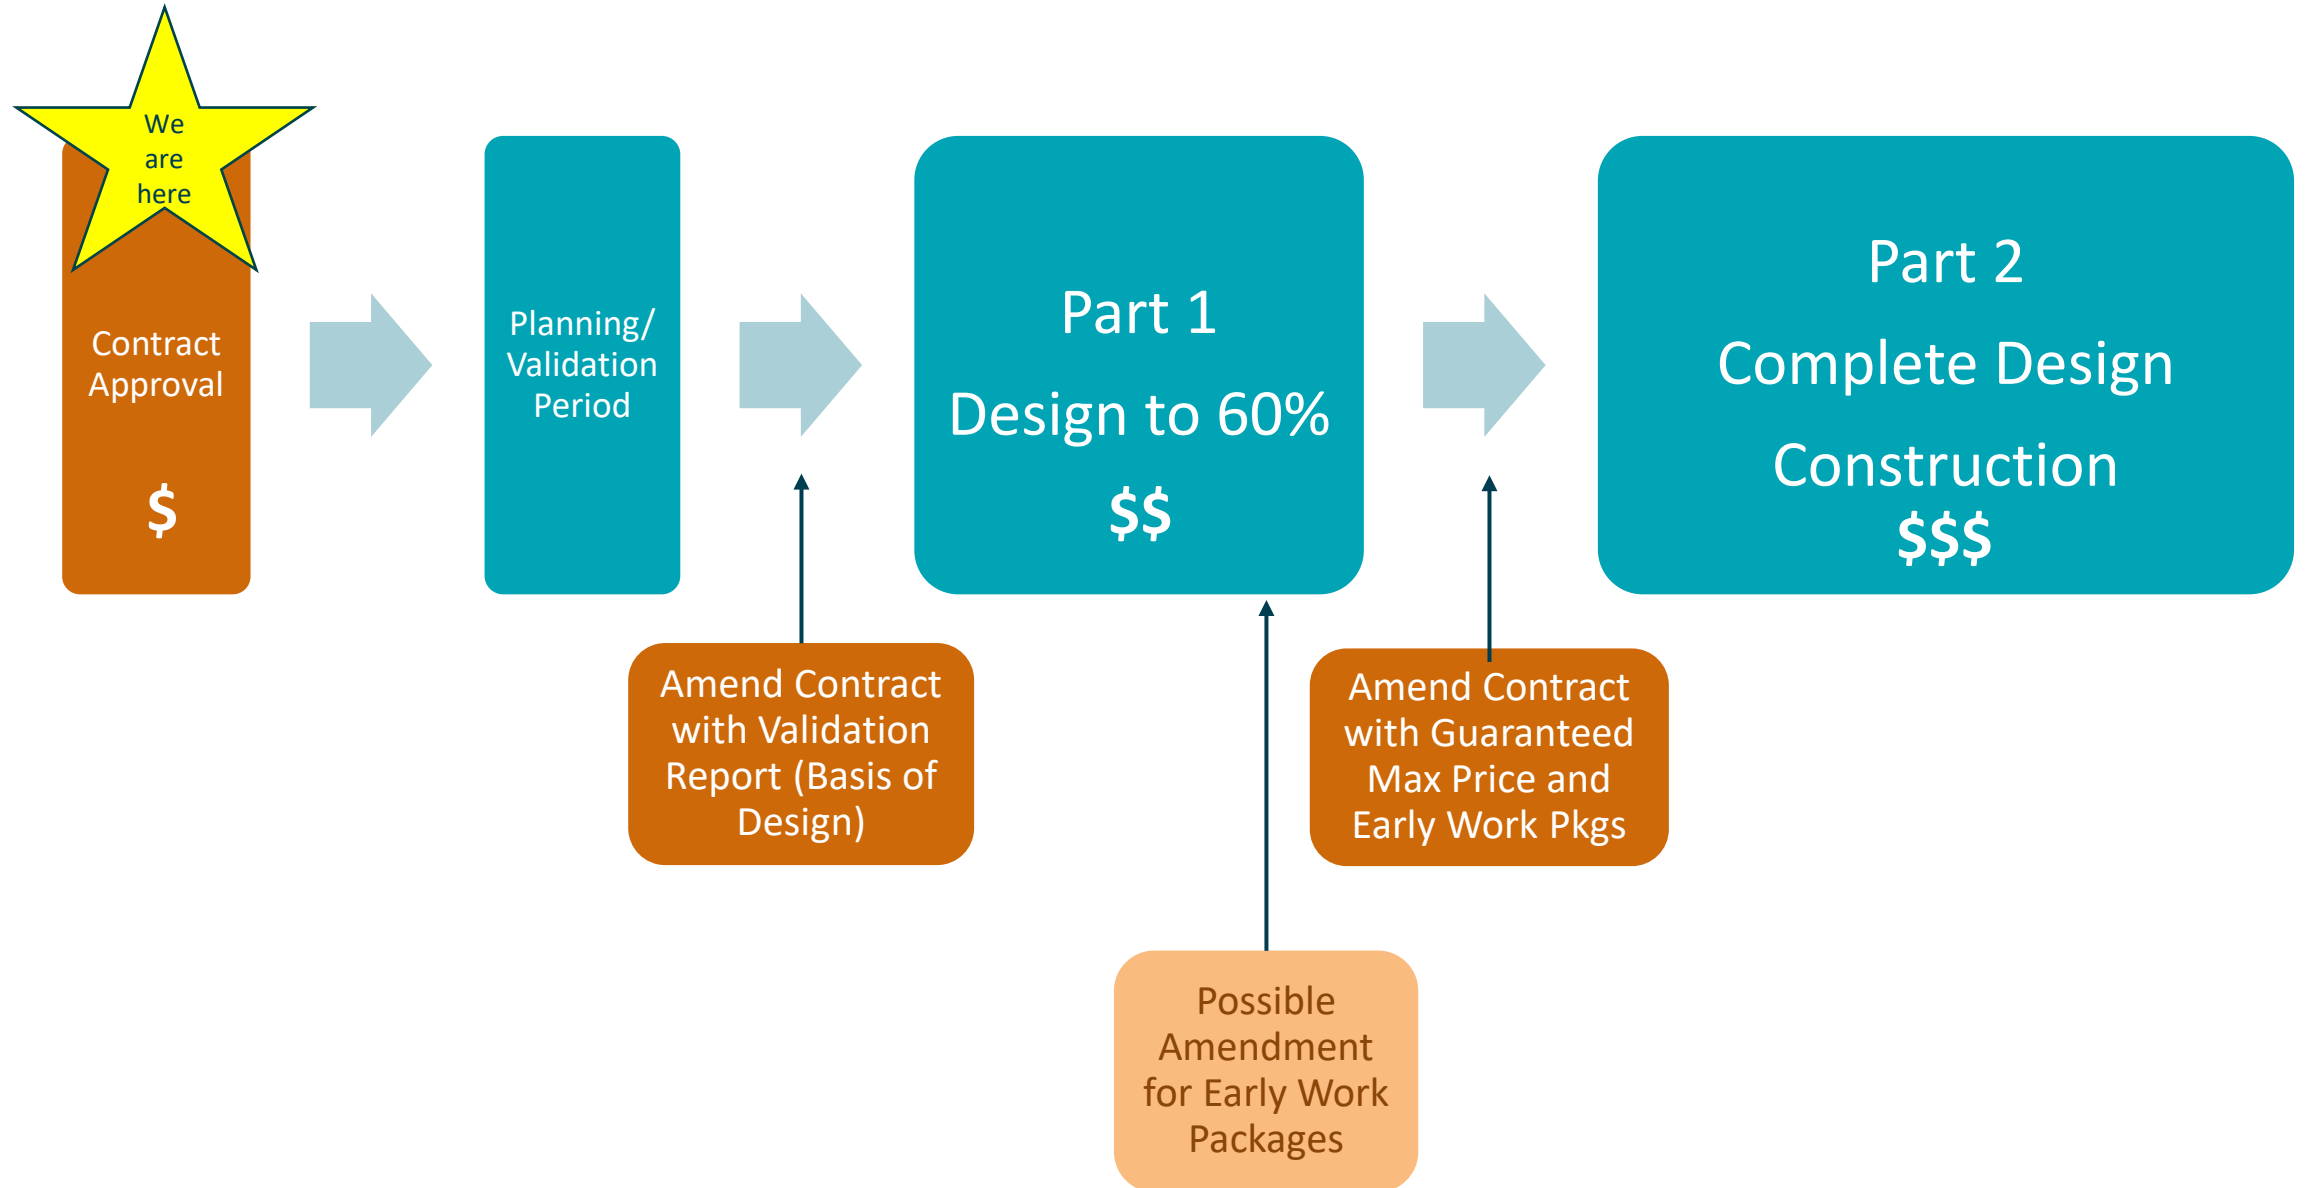 We
are
here
Contract
Approval
$
Planning/
Validation
Period
Part 1
Design to 60%
$$
Part 2
Complete Design
Construction
$$$
Amend Contract
with Validation
Report (Basis of
Design)
Amend Contract
with Guaranteed
Max Price and
Early Work Pkgs
Possible
Amendment
for Early Work
Packages